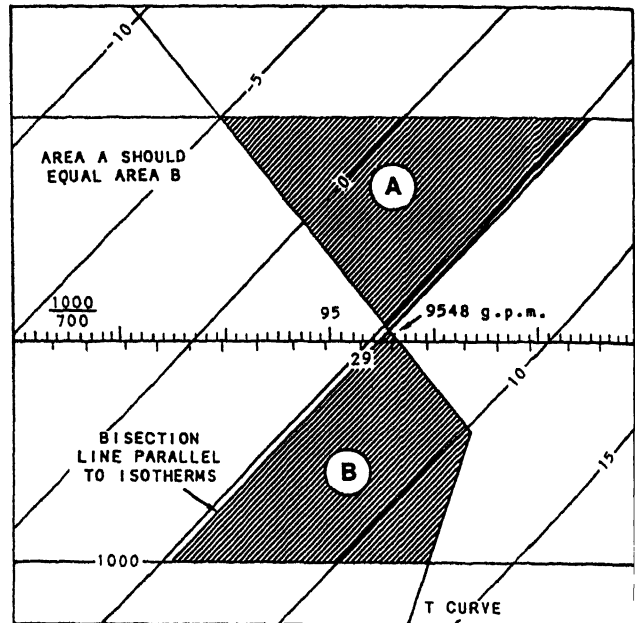 -10
-5
AREA A SHOULD
EQUAL AREA B
A
0
1000
700
95
9548 g.p.m.
29
10
BISECTION
LINE PARALLEL
TO ISOTHERMS
B
15
1000
T CURVE